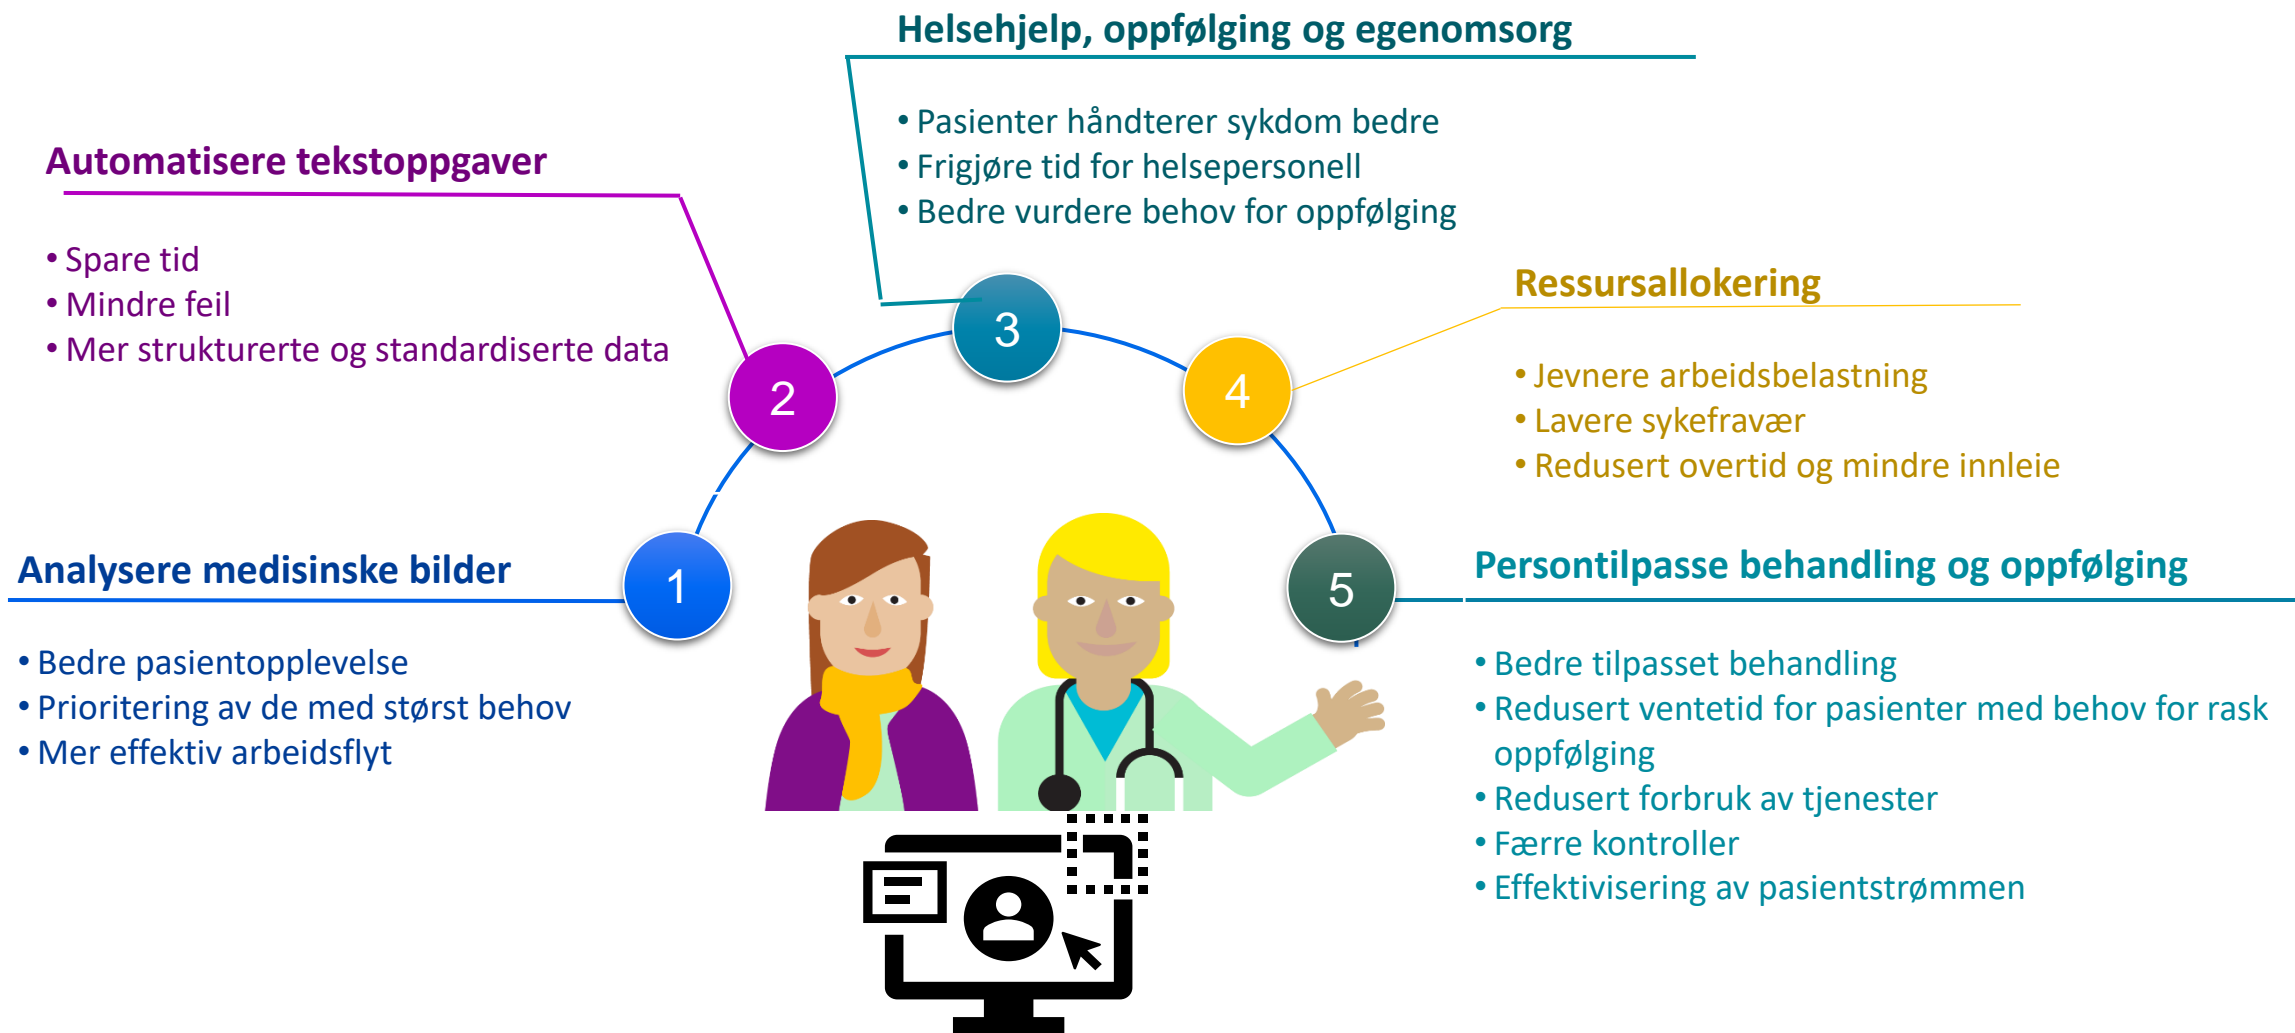 Analysere medisinske bilder
1
• Bedre pasientopplevelse
• Prioritering av de med størst behov
• Mer effektiv arbeidsflyt
Automatisere tekstoppgaver
2
• Spare tid
• Mindre feil
• Mer strukturerte og standardiserte data
Helsehjelp, oppfølging og egenomsorg
3
• Pasienter håndterer sykdom bedre
• Frigjøre tid for helsepersonell
• Bedre vurdere behov for oppfølging
Ressursallokering
4
• Jevnere arbeidsbelastning
• Lavere sykefravær
• Redusert overtid og mindre innleie
Persontilpasse behandling og oppfølging
5
• Bedre tilpasset behandling
• Redusert ventetid for pasienter med behov for rask
oppfølging
• Redusert forbruk av tjenester
• Færre kontroller
• Effektivisering av pasientstrømmen